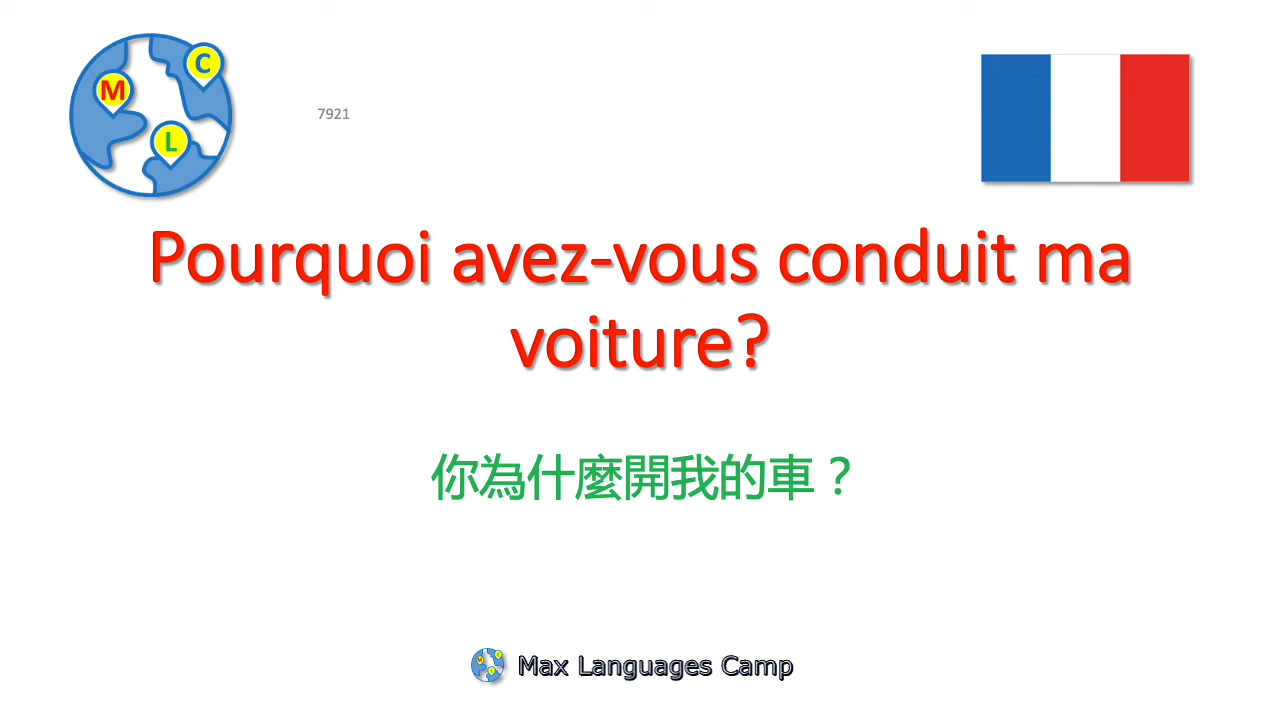 C
M
L
7921
Pourquoi avez-vous conduit ma
voiture?
你為什麼開我的車？
Max Languages Camp